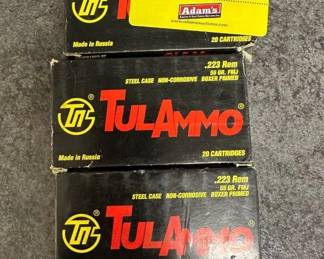 Adam's
Made in Russia
20 CARTRIDGES
.223 Rem
55 GR. FMJ
STEEL CASE NON-CORROSIVE BOXER PRIMED
TULAMMO®
Made in Russia
20 CARTRIDGES
.223 Rem
55 GR. FMJ
STEEL CASE NON-CORROSIVE BOXER PRIMED
TULAMMO®